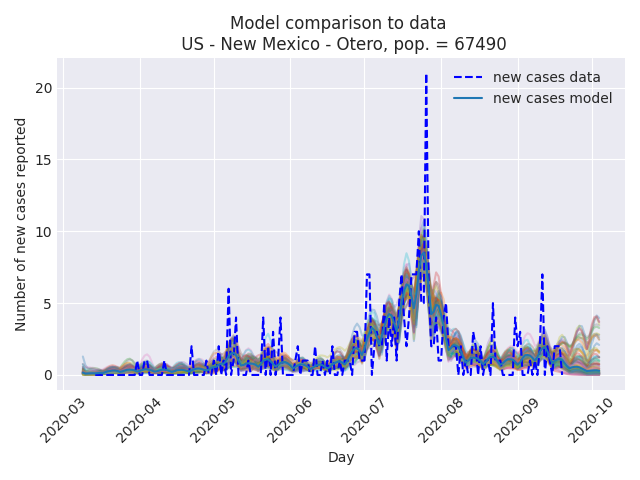 Model comparison to data
US - New Mexico - Otero, pop. = 67490
new cases data
new cases model
Number of new cases reported
20
15
10
5
0
2020-03
2020-04
2020-05
2020-06
2020-07
2020-08
2020-09
2020-10
Day